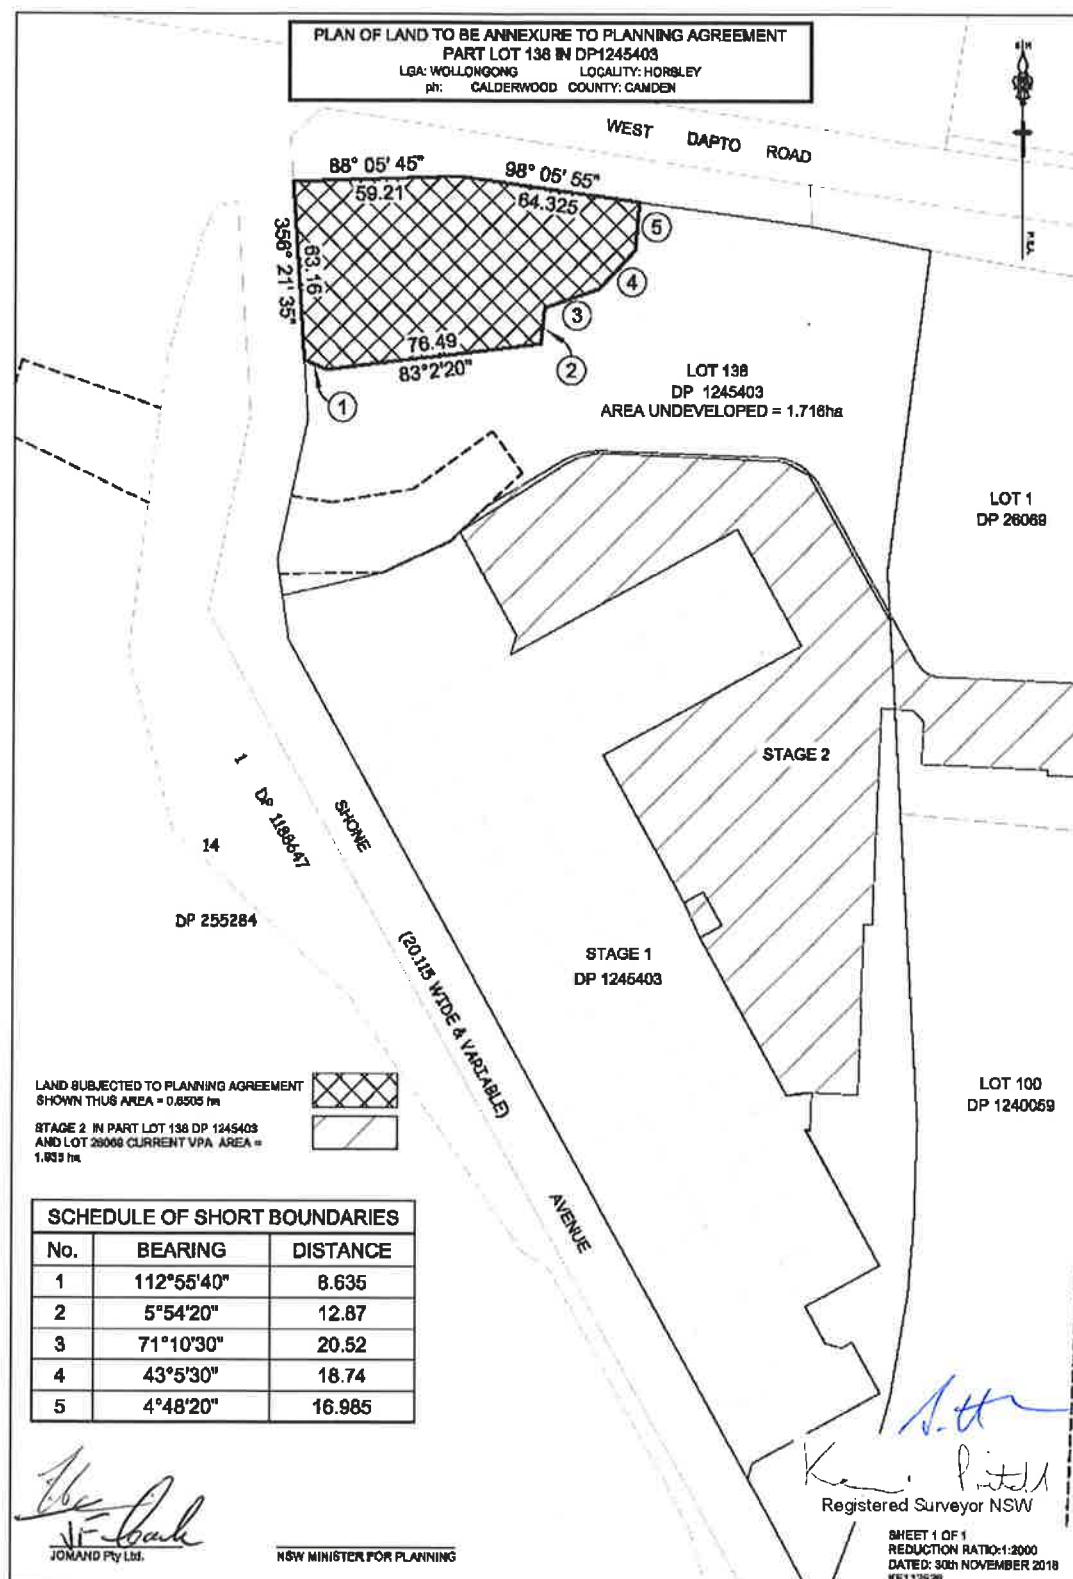 PLAN OF LAND TO BE ANNEXURE TO PLANNING AGREEMENT
PART LOT 138 IN DP1245403
LGA: WOLLONGONG LOCALITY: HORSLEY
ph: CALDERWOOD COUNTY: CAMDEN
WEST DAPTO ROAD
88° 05' 45"
59.21
98° 05' 55"
64.325
356° 21' 35"
63.16
76.49
83°2'20"
1
2
3
4
5
LOT 138
DP 1245403
AREA UNDEVELOPED = 1.716ha
LOT 1
DP 26069
STAGE 2
1
DP 1188647
SHONE
14
DP 255284
(20.115 WIDE & VARIABLE)
STAGE 1
DP 1245403
AVENUE
LOT 100
DP 1240059
LAND SUBJECTED TO PLANNING AGREEMENT
SHOWN THUS AREA = 0.6505 ha
STAGE 2 IN PART LOT 138 DP 1245403
AND LOT 26069 CURRENT VPA AREA =
1.935 ha
SCHEDULE OF SHORT BOUNDARIES
No. BEARING DISTANCE
1 112°55'40" 8.635
2 5°54'20" 12.87
3 71°10'30" 20.52
4 43°5'30" 18.74
5 4°48'20" 16.985
JOMAND Pty Ltd.
NSW MINISTER FOR PLANNING
Registered Surveyor NSW
SHEET 1 OF 1
REDUCTION RATIO:1:2000
DATED: 30th NOVEMBER 2018